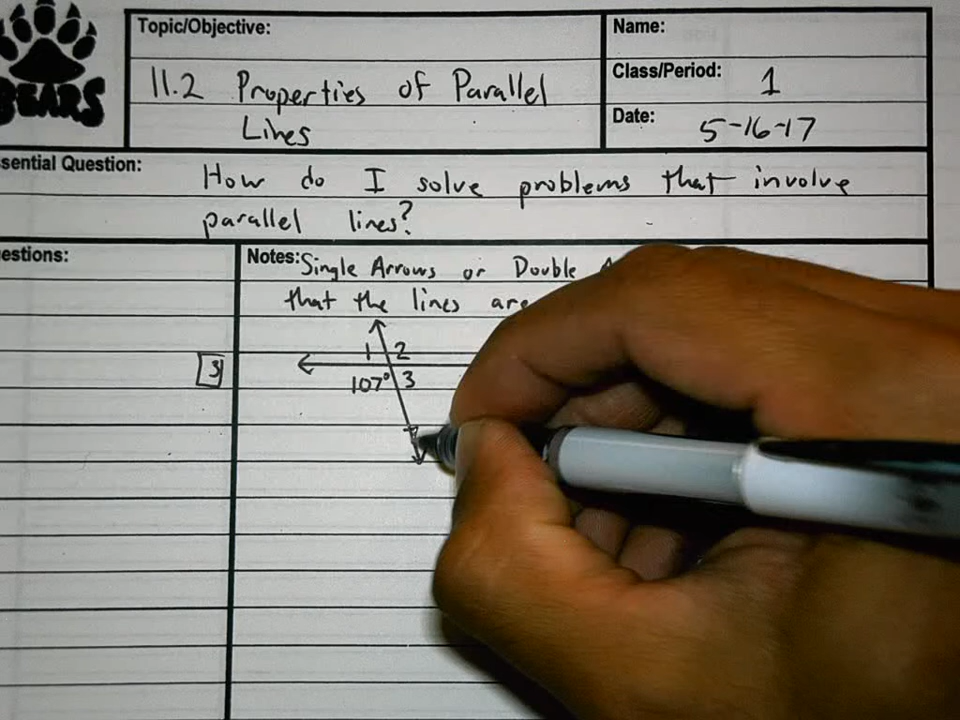 BEARS
Topic/Objective:
11.2 Properties of Parallel
Lines
Name:
Class/Period: 1
Date: 5-16-17
ssential Question: How do I solve problems that involve
parallel lines?
estions:
Notes: Single Arrows or Double
that the lines are
1 2
3
107° 3